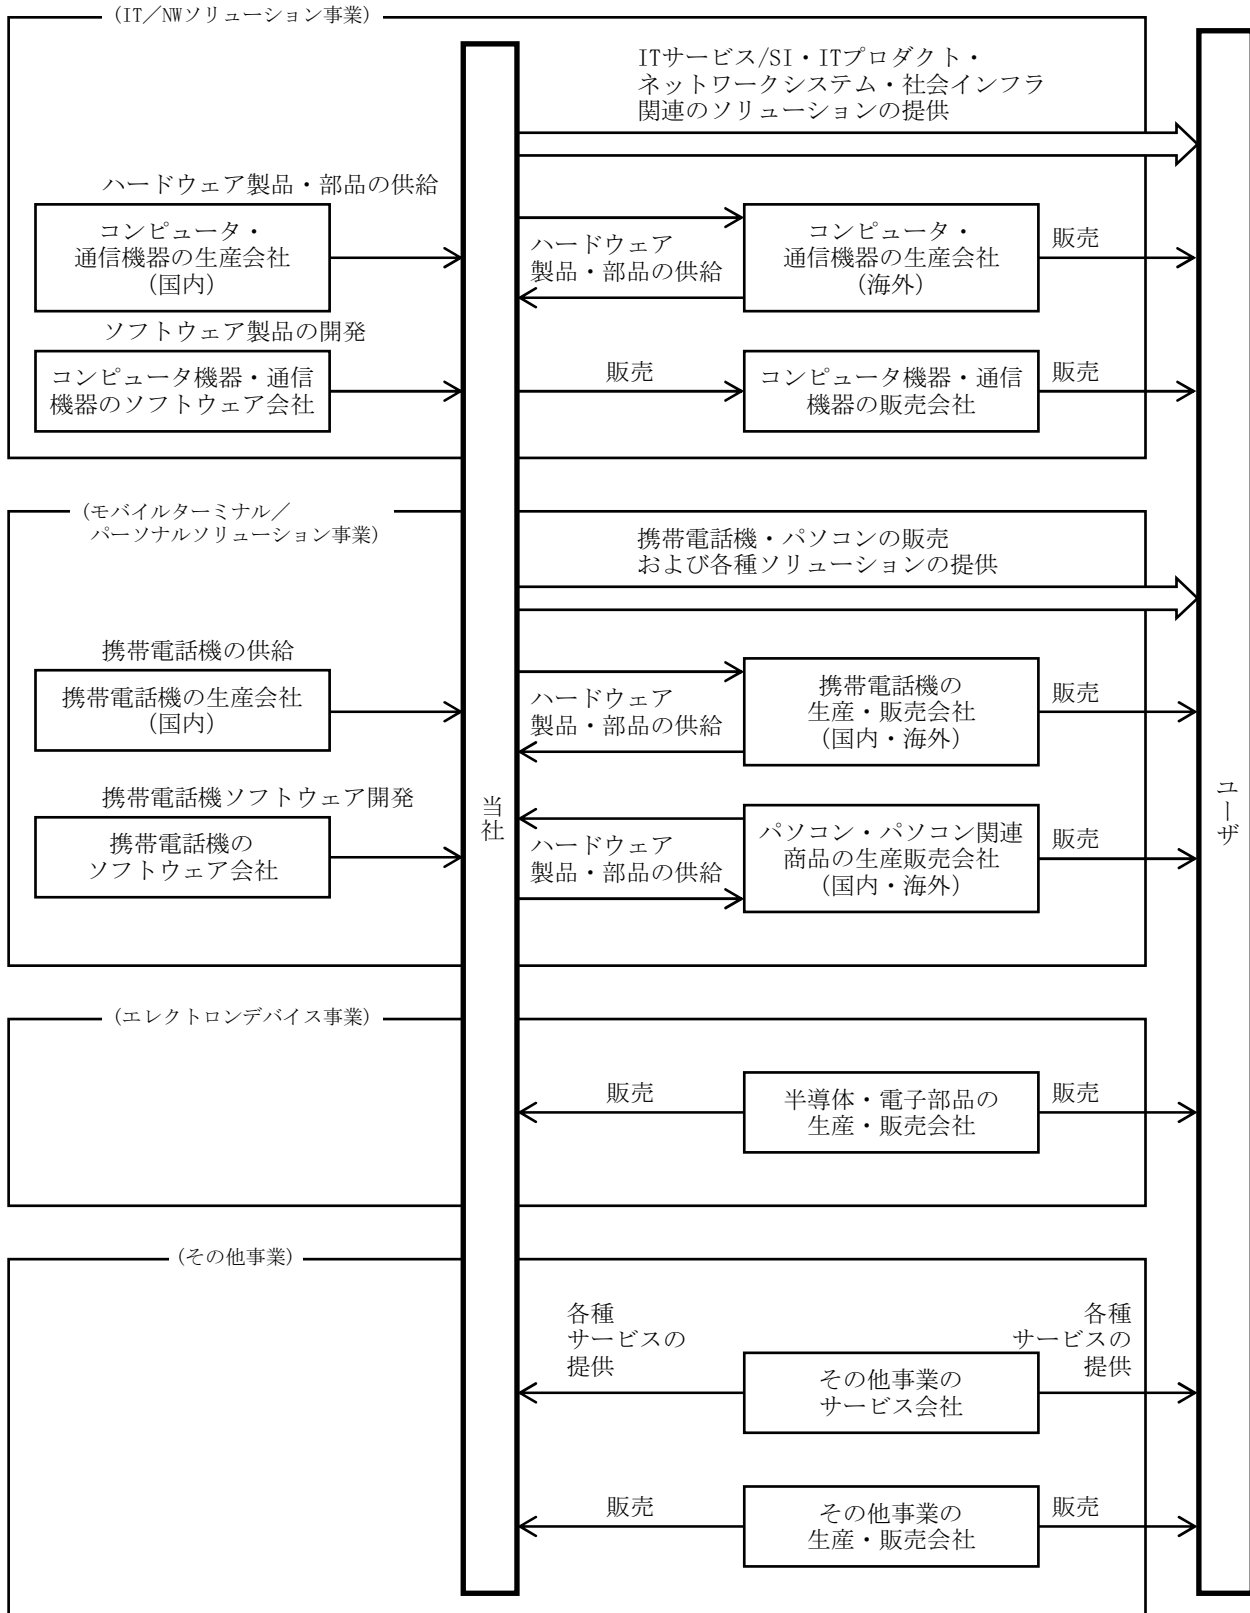 (IT／NWソリューション事業)
ITサービス/SI・ITプロダクト・
ネットワークシステム・社会インフラ
関連のソリューションの提供
ハードウェア製品・部品の供給
コンピュータ・
通信機器の生産会社
(国内)
ハードウェア
製品・部品の供給
コンピュータ・
通信機器の生産会社
(海外)
販売
ソフトウェア製品の開発
コンピュータ機器・通信
機器のソフトウェア会社
販売
コンピュータ機器・通信
機器の販売会社
販売
(モバイルターミナル／
パーソナルソリューション事業)
携帯電話機・パソコンの販売
および各種ソリューションの提供
携帯電話機の供給
携帯電話機の生産会社
(国内)
ハードウェア
製品・部品の供給
携帯電話機の
生産・販売会社
(国内・海外)
販売
携帯電話機ソフトウェア開発
携帯電話機の
ソフトウェア会社
当社
ハードウェア
製品・部品の供給
パソコン・パソコン関連
商品の生産販売会社
(国内・海外)
販売
ユーザ
(エレクトロンデバイス事業)
販売
半導体・電子部品の
生産・販売会社
販売
(その他事業)
各種
サービスの
提供
その他事業の
サービス会社
各種
サービスの
提供
販売
その他事業の
生産・販売会社
販売